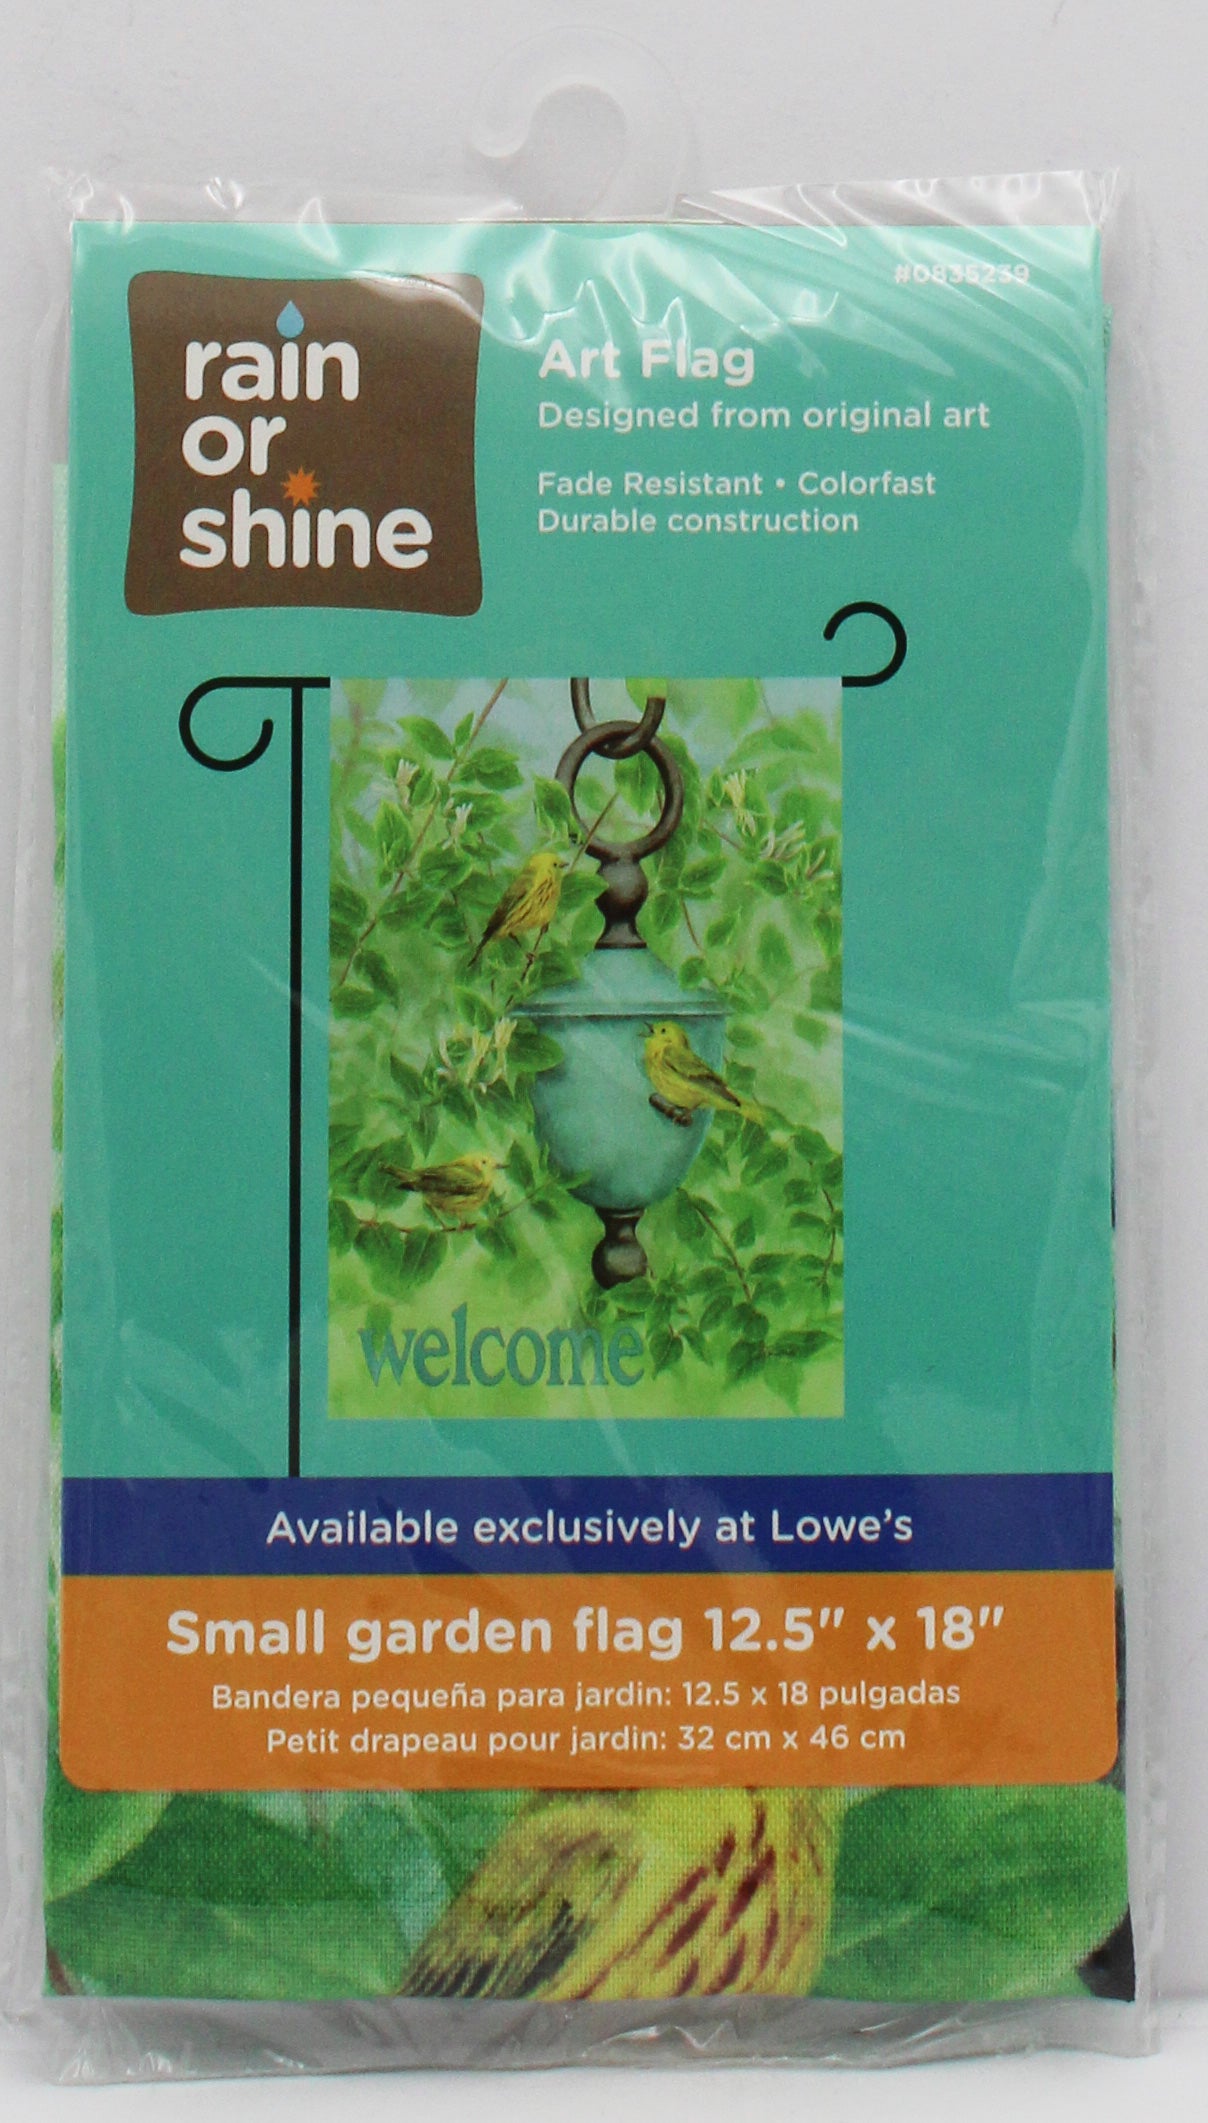 #0835239
rain
or
shine
Art Flag
Designed from original art
Fade Resistant • Colorfast
Durable construction
welcome
Available exclusively at Lowe's
Small garden flag 12.5" x 18"
Bandera pequeña para jardin: 12.5 x 18 pulgadas
Petit drapeau pour jardin: 32 cm x 46 cm